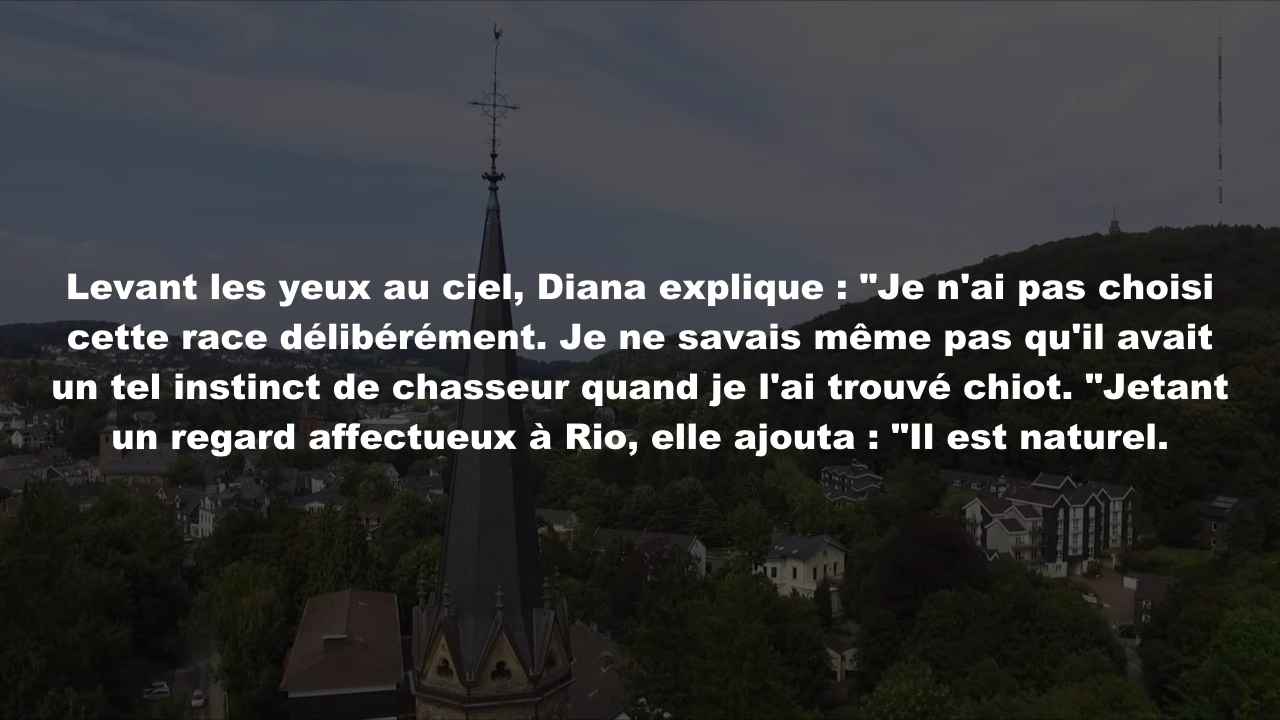 Levant les yeux au ciel, Diana explique : "Je n'ai pas choisi
cette race délibérément. Je ne savais même pas qu'il avait
un tel instinct de chasseur quand je l'ai trouvé chiot. "Jetant
un regard affectueux à Rio, elle ajouta : "Il est naturel.